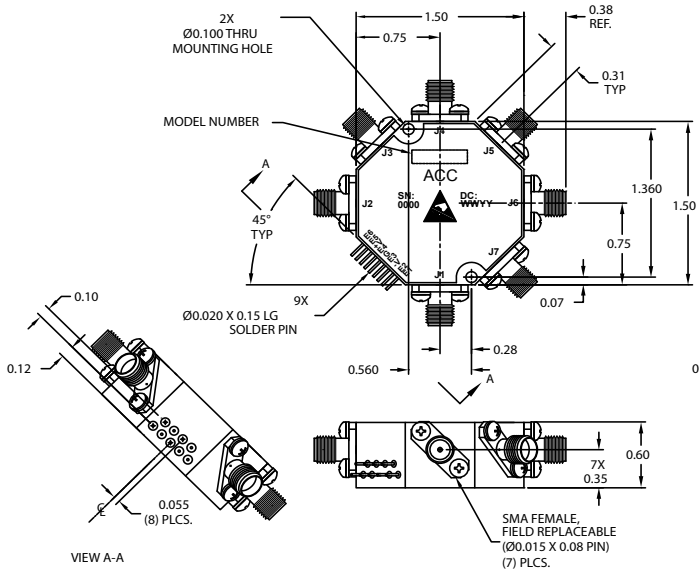 2X
Ø0.100 THRU
MOUNTING HOLE
1.50
0.75
0.38
REF.
0.31
TYP
MODEL NUMBER
J4
J3
J5
ACC
A
J2
SN:
0000
DC:
WWYY
J6
1.360
1.50
0.75
45°
TYP
J7
J1
9X
Ø0.020 X 0.15 LG
SOLDER PIN
0.07
0.28
0.560
A
0.10
0.12
0
0.055
(8) PLCS.
VIEW A-A
0.60
7X
0.35
SMA FEMALE,
FIELD REPLACEABLE
(Ø0.015 X 0.08 PIN)
(7) PLCS.